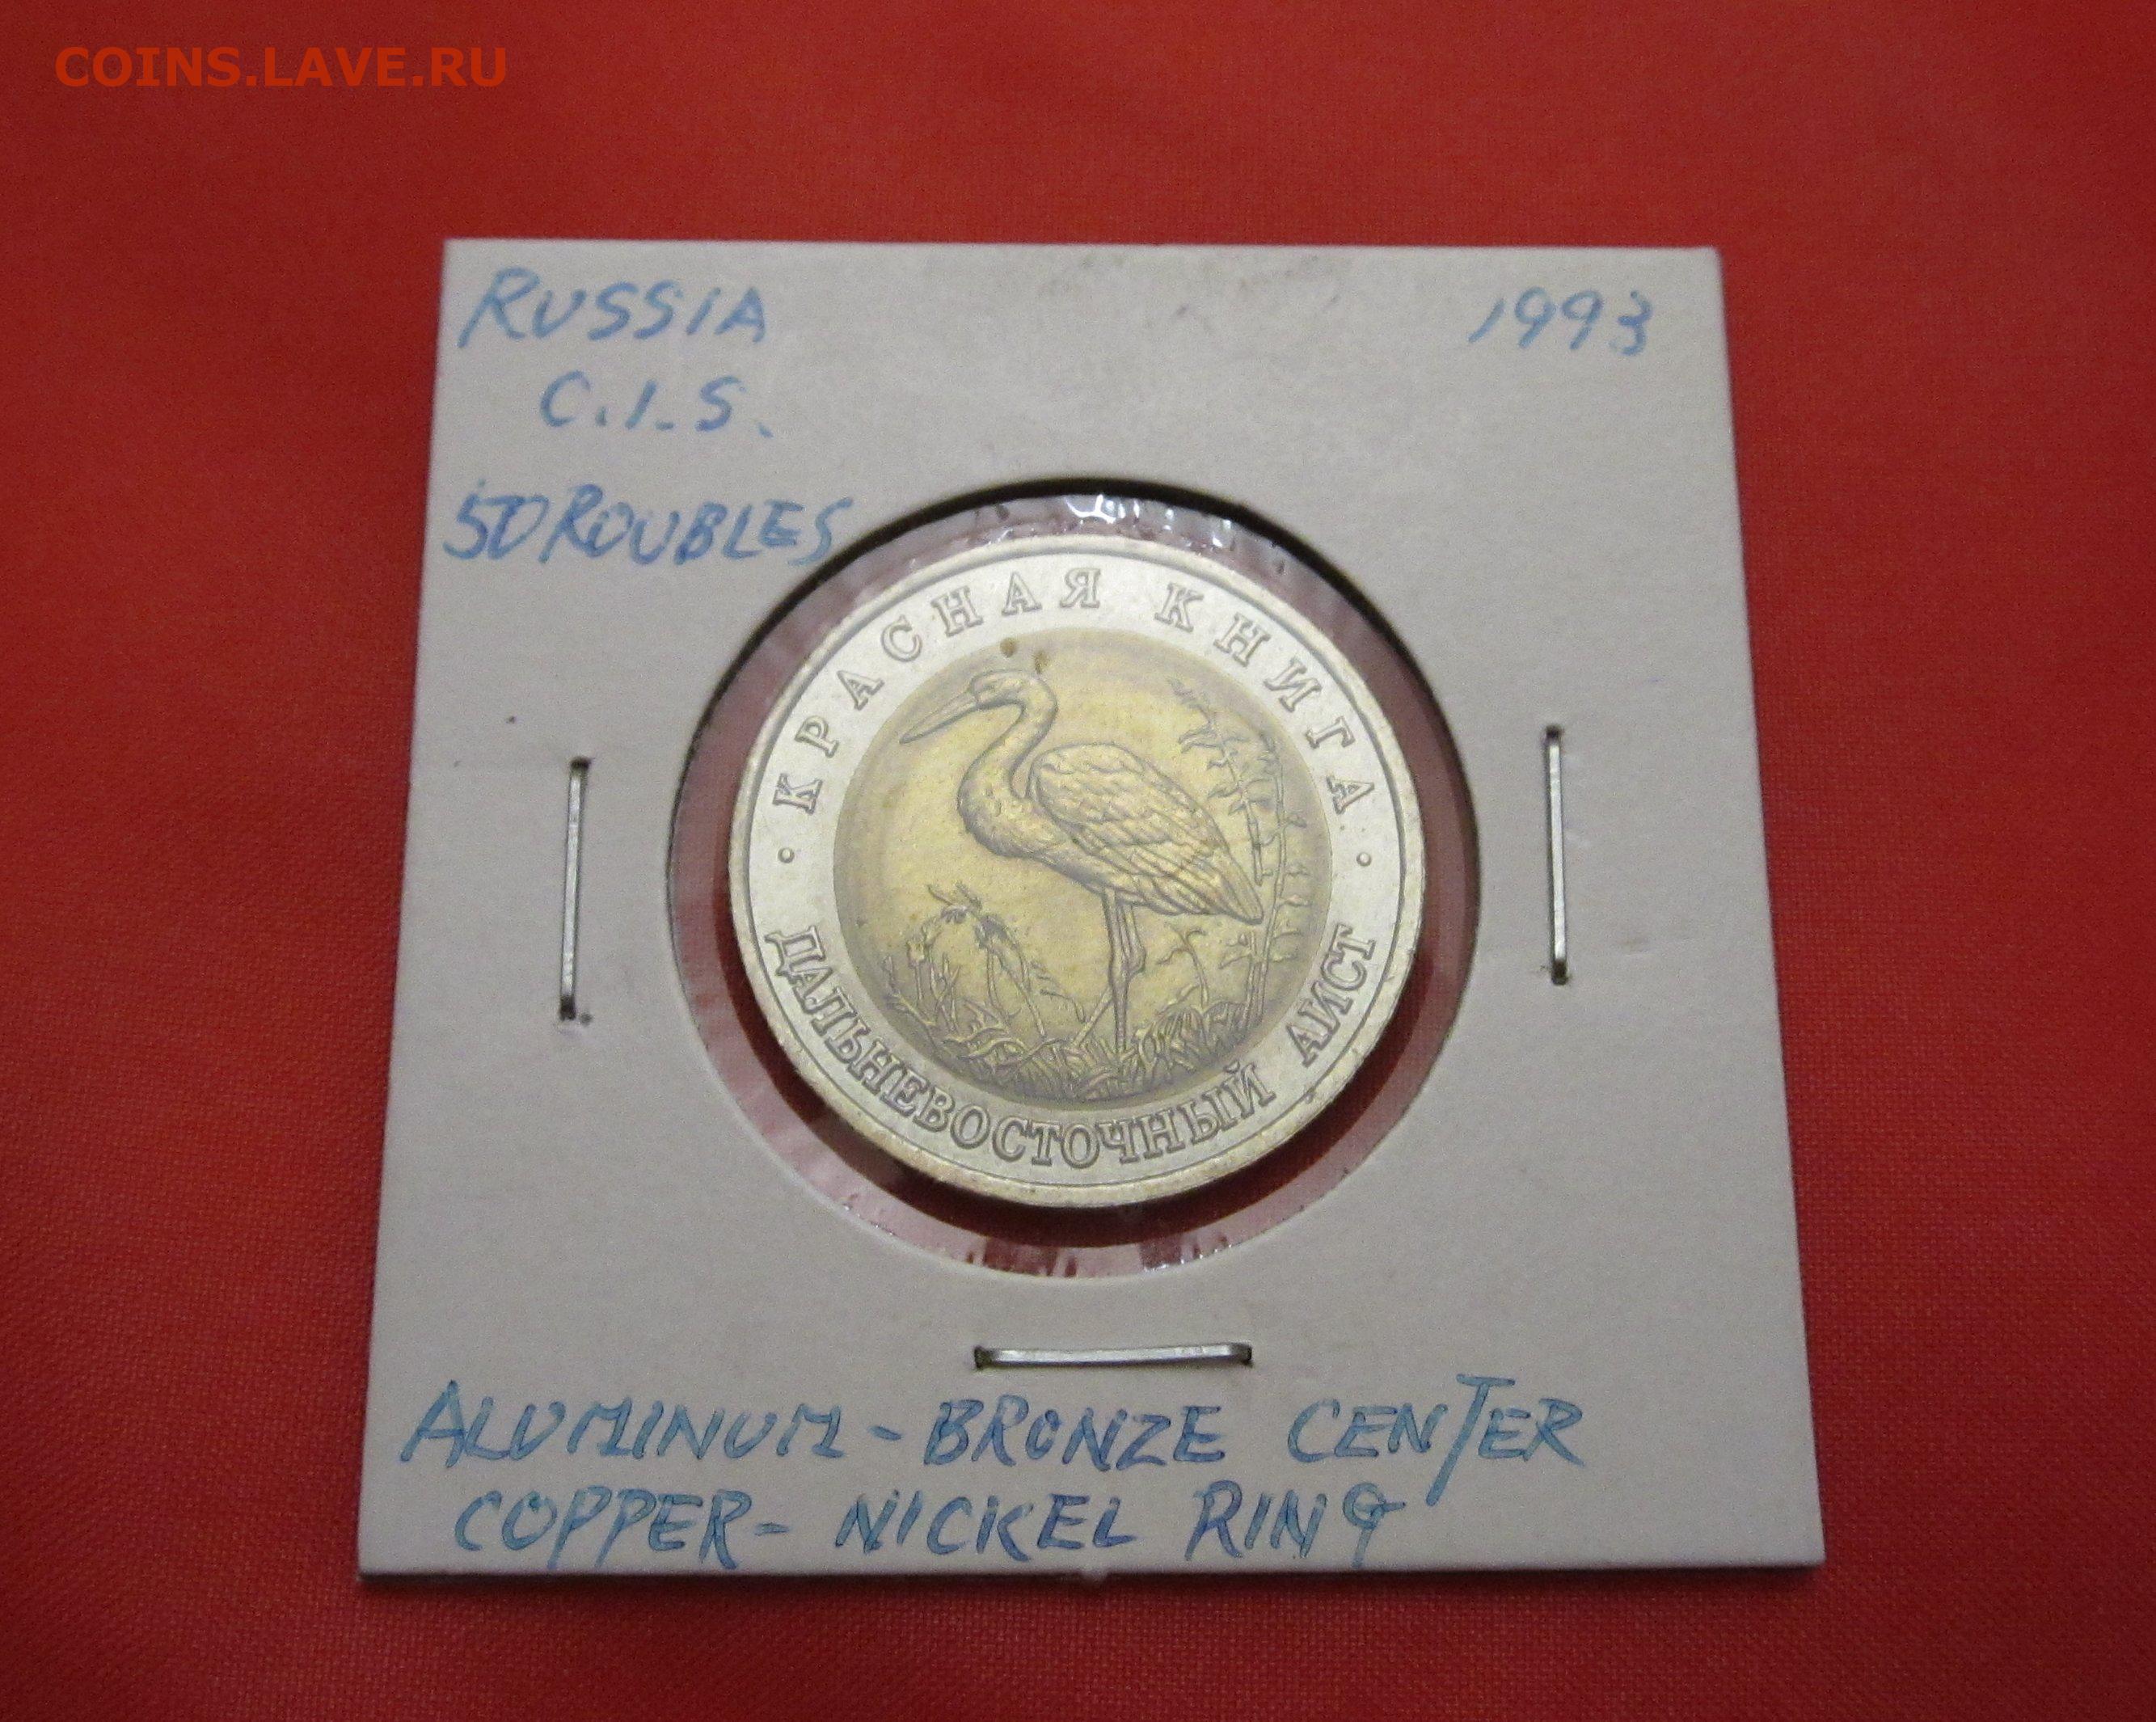 COINS.LAVE.RU
RUSSIA
1993
C.I.S.
50 ROUBLES
• КРАСНАЯ КНИГА •
ДАЛЬНЕВОСТОЧНЫЙ АИСТ
ALUMINUM - BRONZE CENTER
COPPER - NICKEL RING